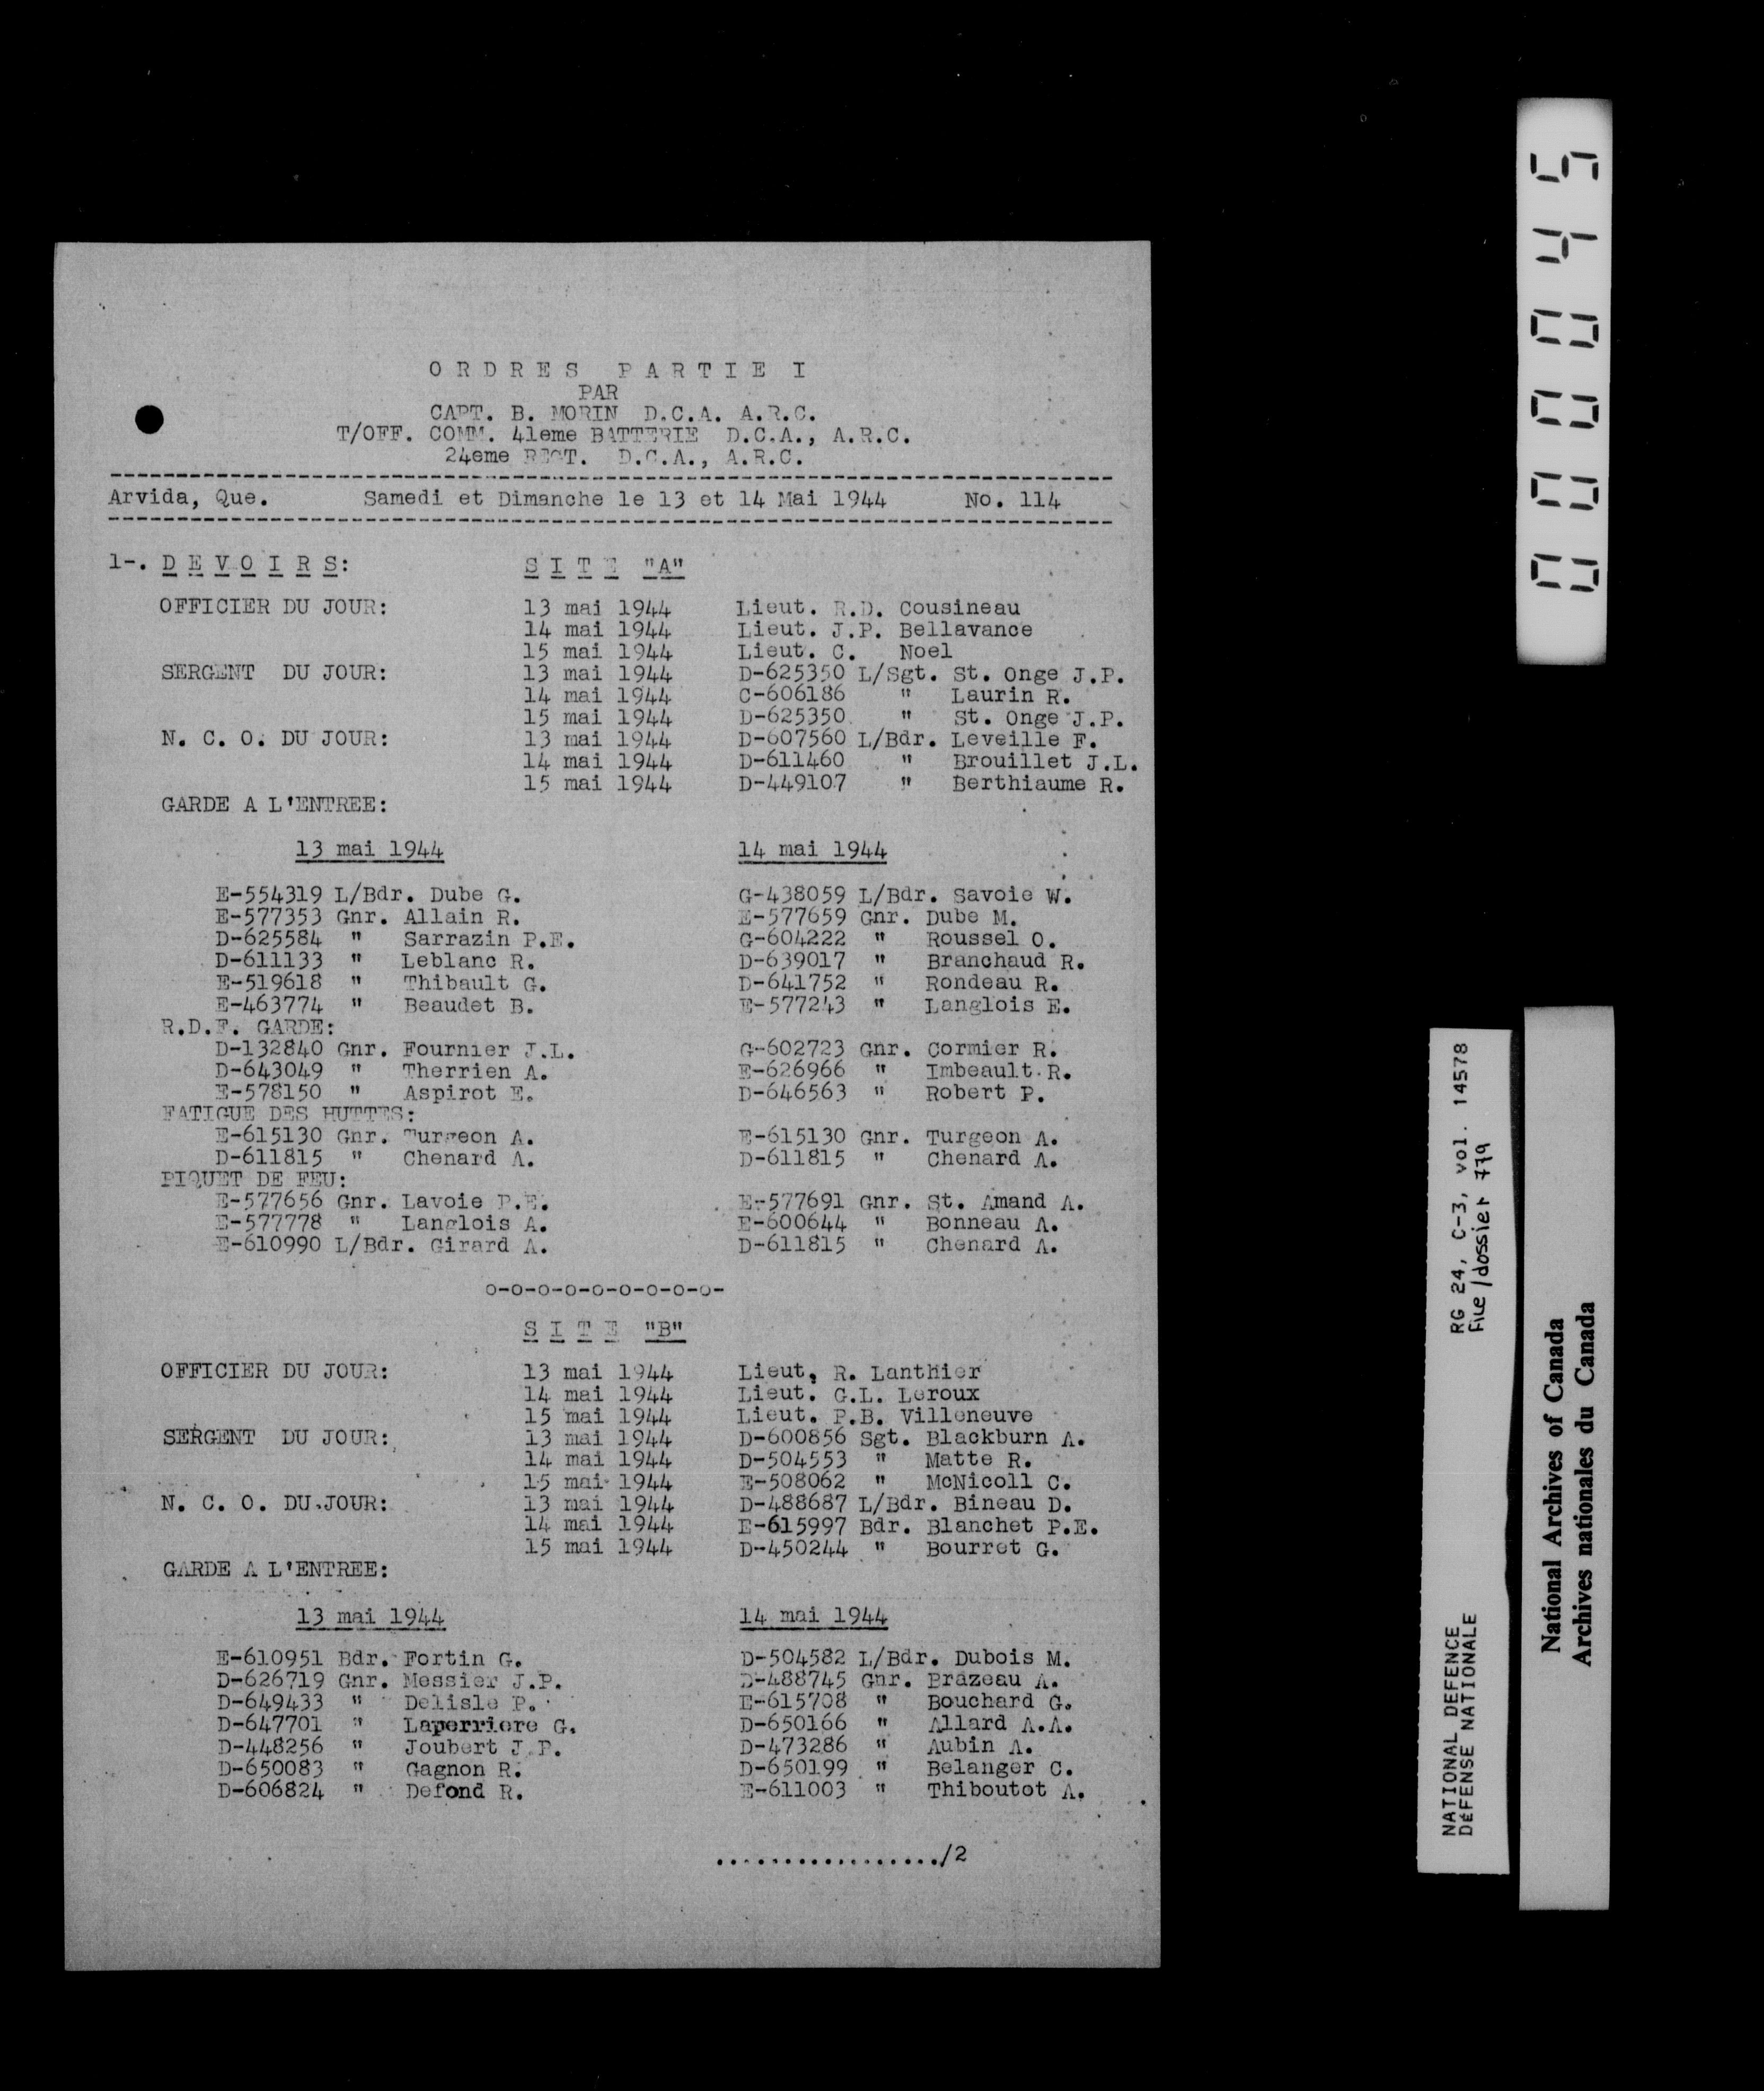 ORDRES PARTIE I
PAR
CAPT. B. MORIN D.C.A. A.R.C.
T/OFF. COMM. 41eme BATTERIE D.C.A., A.R.C.
24eme REGT. D.C.A., A.R.C.
Arvida, Que. Samedi et Dimanche le 13 et 14 Mai 1944 No. 114
1-. DEVOIRS: SITE "A"
OFFICIER DU JOUR: 13 mai 1944 Lieut. R.D. Cousineau
14 mai 1944 Lieut. J.P. Bellavance
15 mai 1944 Lieut. C. Noel
SERGENT DU JOUR: 13 mai 1944 D-625350 L/Sgt. St. Onge J.P.
14 mai 1944 C-606186 " Laurin R.
15 mai 1944 D-625350 " St. Onge J.P.
N. C. O. DU JOUR: 13 mai 1944 D-607560 L/Bdr. Leveille F.
14 mai 1944 D-611460 " Brouillet J.L.
15 mai 1944 D-449107 " Berthiaume R.
GARDE A L'ENTREE:
13 mai 1944 14 mai 1944
E-554319 L/Bdr. Dube G. G-438059 L/Bdr. Savoie W.
E-577353 Gnr. Allain R. E-577659 Gnr. Dube M.
D-625584 " Sarrazin P.E. G-604222 " Roussel O.
D-611133 " Leblanc R. D-639017 " Branchaud R.
E-519618 " Thibault G. D-641752 " Rondeau R.
E-463774 " Beaudet B. E-577243 " Langlois E.
R.D.F. GARDE:
D-132840 Gnr. Fournier J.L. G-602723 Gnr. Cormier R.
D-643049 " Therrien A. E-626966 " Imbeault R.
E-578150 " Aspirot E. D-646563 " Robert P.
FATIGUE DES HUTTES:
E-615130 Gnr. Turgeon A. E-615130 Gnr. Turgeon A.
D-611815 " Chenard A. D-611815 " Chenard A.
PIQUET DE FEU:
E-577656 Gnr. Lavoie P.E. E-577691 Gnr. St. Amand A.
E-577778 " Langlois A. E-600644 " Bonneau A.
E-610990 L/Bdr. Girard A. D-611815 " Chenard A.
o-o-o-o-o-o-o-o-o-
SITE "B"
OFFICIER DU JOUR: 13 mai 1944 Lieut. R. Lanthier
14 mai 1944 Lieut. G.L. Leroux
15 mai 1944 Lieut. P.B. Villeneuve
SERGENT DU JOUR: 13 mai 1944 D-600856 Sgt. Blackburn A.
14 mai 1944 D-504553 " Matte R.
15 mai 1944 E-508062 " McNicoll C.
N. C. O. DU JOUR: 13 mai 1944 D-488687 L/Bdr. Bineau D.
14 mai 1944 E-615997 Bdr. Blanchet P.E.
15 mai 1944 D-450244 " Bourret G.
GARDE A L'ENTREE:
13 mai 1944 14 mai 1944
E-610951 Bdr. Fortin G. D-504582 L/Bdr. Dubois M.
D-626719 Gnr. Messier J.P. D-488745 Gnr. Brazeau A.
D-649433 " Delisle P. E-615708 " Bouchard G.
D-647701 " Laperriere G. D-650166 " Allard A.A.
D-448256 " Joubert J.P. D-473286 " Aubin A.
D-650083 " Gagnon R. D-650199 " Belanger C.
D-606824 " Defond R. E-611003 " Thiboutot A.
................./2
000045
NATIONAL DEFENCE RG 24, C-3, vol. 14578
DÉFENSE NATIONALE File/dossier 779
National Archives of Canada
Archives nationales du Canada